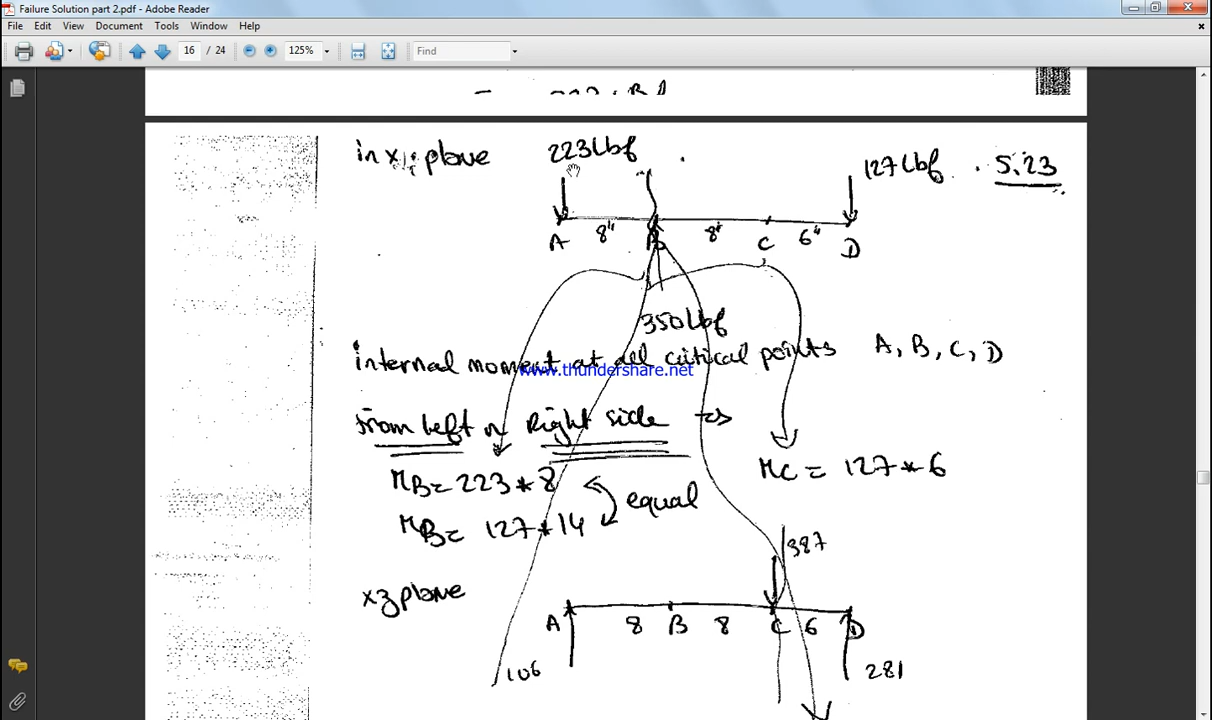 Failure Solution part 2.pdf - Adobe Reader
File Edit View Document Tools Window Help
16 / 24 125% Find
in xy plane 223 Lbf 127 Lbf 5.23
A 8" B 8" C 6" D
350 Lbf
internal moment at all critical points A, B, C, D
www.thundershare.net
From left or Right side =>
MB = 223 * 8 MC = 127 * 6
equal
MB = 127 * 14
387
xz plane
A 8 B 8 C 6 D
106 281